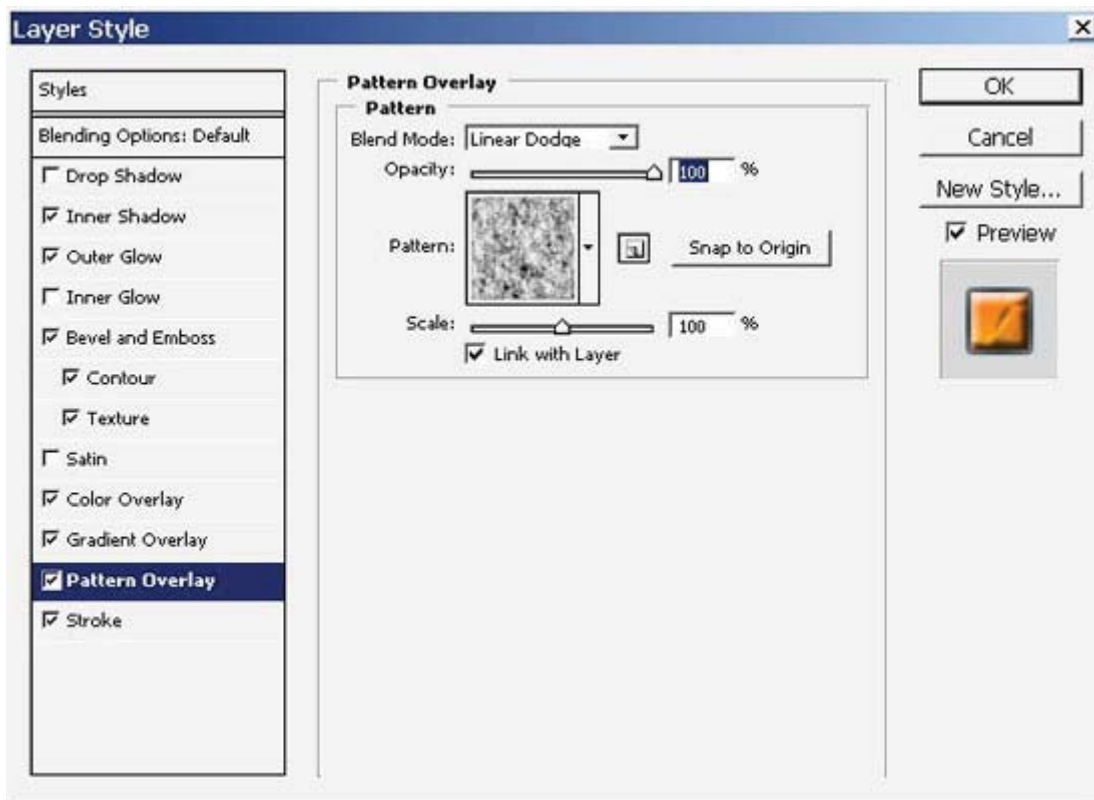 Layer Style
Styles
Blending Options: Default
Drop Shadow
Inner Shadow
Outer Glow
Inner Glow
Bevel and Emboss
Contour
Texture
Satin
Color Overlay
Gradient Overlay
Pattern Overlay
Stroke
Pattern Overlay
Pattern
Blend Mode: Linear Dodge
Opacity: 100 %
Pattern: Snap to Origin
Scale: 100 %
Link with Layer
OK
Cancel
New Style...
Preview